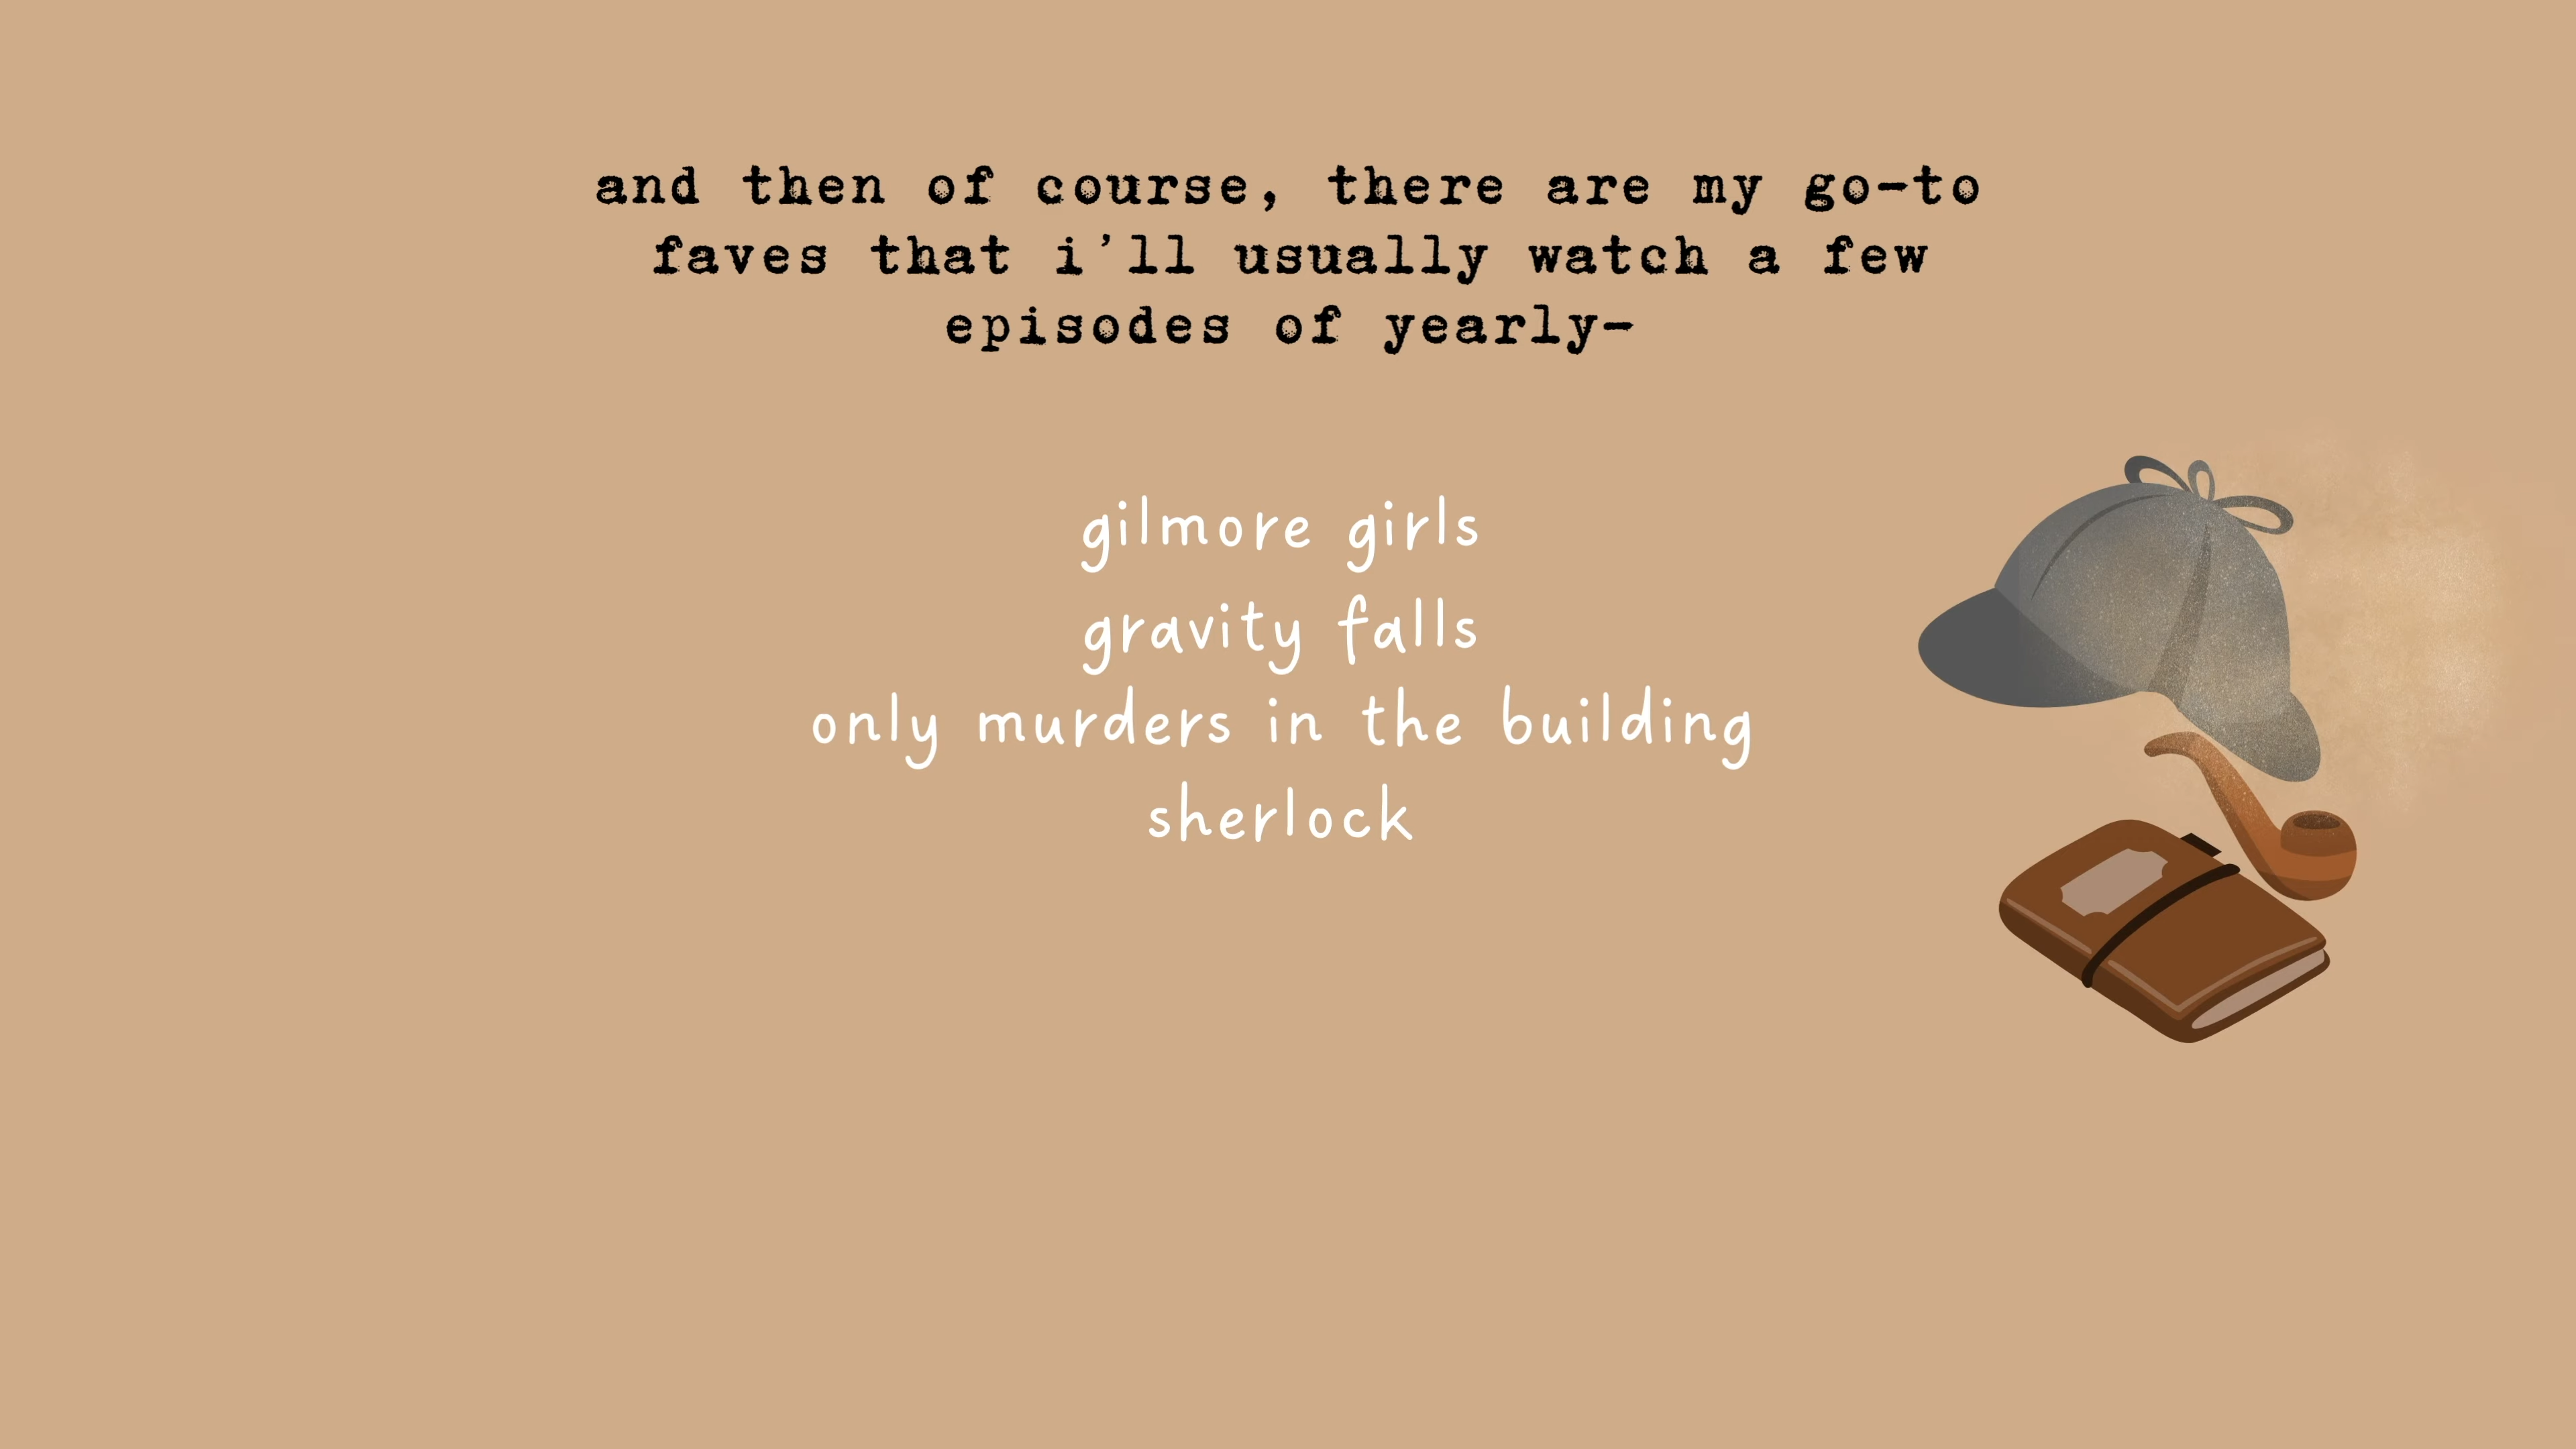 and then of course, there are my go-to
faves that i'll usually watch a few
episodes of yearly-
gilmore girls
gravity falls
only murders in the building
sherlock